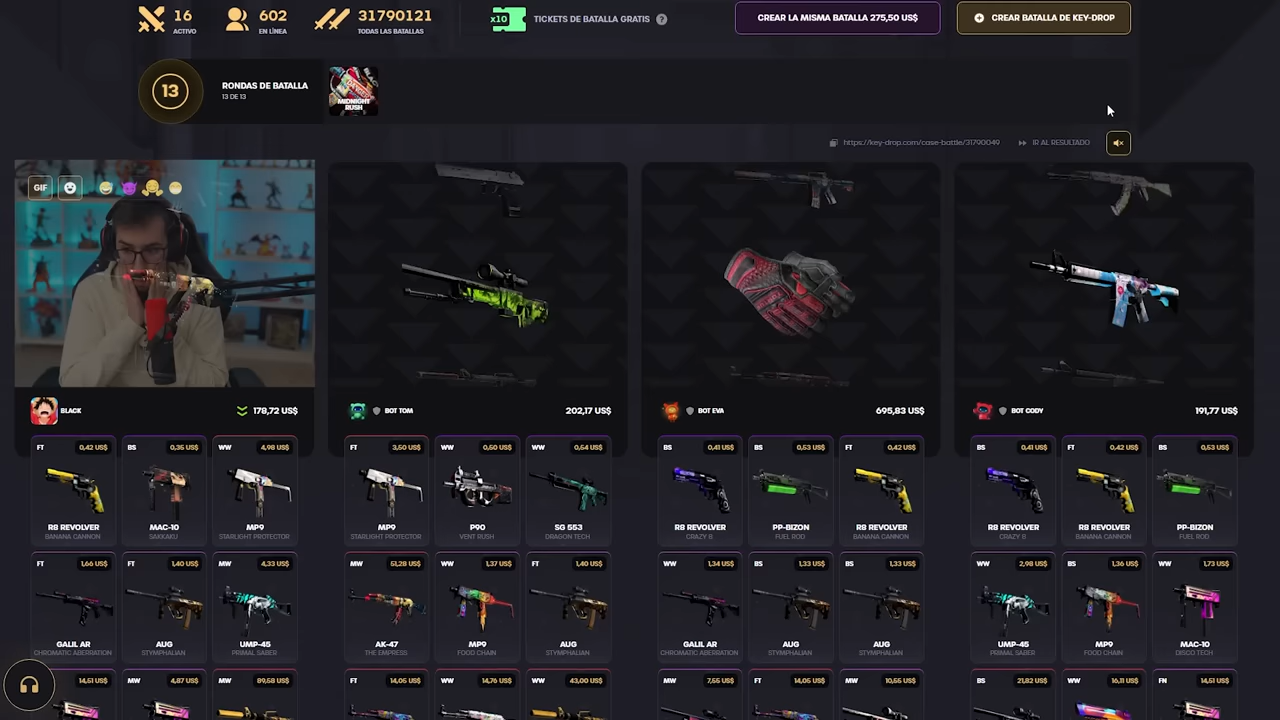 16
ACTIVO
602
EN LÍNEA
31790121
TODAS LAS BATALLAS
x10
TICKETS DE BATALLA GRATIS ?
CREAR LA MISMA BATALLA 275,50 US$
CREAR BATALLA DE KEY-DROP
13
RONDAS DE BATALLA
13 DE 13
MIDNIGHT
RUSH
https://key-drop.com/case-battle/31790049
IR AL RESULTADO
GIF
BLACK
178,72 US$
BOT TOM
202,17 US$
BOT EVA
695,83 US$
BOT CODY
191,77 US$
FT 0,42 US$ BS 0,35 US$ WW 4,98 US$
R8 REVOLVER MAC-10 MP9
BANANA CANNON SAKKAKU STARLIGHT PROTECTOR
FT 3,50 US$ WW 0,50 US$ WW 0,54 US$
MP9 P90 SG 553
STARLIGHT PROTECTOR VENT RUSH DRAGON TECH
BS 0,41 US$ BS 0,53 US$ FT 0,42 US$
R8 REVOLVER PP-BIZON R8 REVOLVER
CRAZY 8 FUEL ROD BANANA CANNON
BS 0,41 US$ FT 0,42 US$ BS 0,53 US$
R8 REVOLVER R8 REVOLVER PP-BIZON
CRAZY 8 BANANA CANNON FUEL ROD
FT 1,66 US$ FT 1,40 US$ MW 4,33 US$
GALIL AR AUG UMP-45
CHROMATIC ABERRATION STYMPHALIAN PRIMAL SABER
MW 51,28 US$ WW 1,37 US$ FT 1,40 US$
AK-47 MP9 AUG
THE EMPRESS FOOD CHAIN STYMPHALIAN
WW 1,34 US$ BS 1,33 US$ BS 1,33 US$
GALIL AR AUG AUG
CHROMATIC ABERRATION STYMPHALIAN STYMPHALIAN
WW 2,98 US$ BS 1,36 US$ WW 1,73 US$
UMP-45 MP9 MAC-10
PRIMAL SABER FOOD CHAIN DISCO TECH
14,51 US$ MW 4,87 US$ MW 89,58 US$
FT 14,05 US$ WW 14,76 US$ WW 43,00 US$
MW 7,55 US$ FT 14,05 US$ MW 10,55 US$
BS 21,82 US$ WW 16,11 US$ FN 14,51 US$